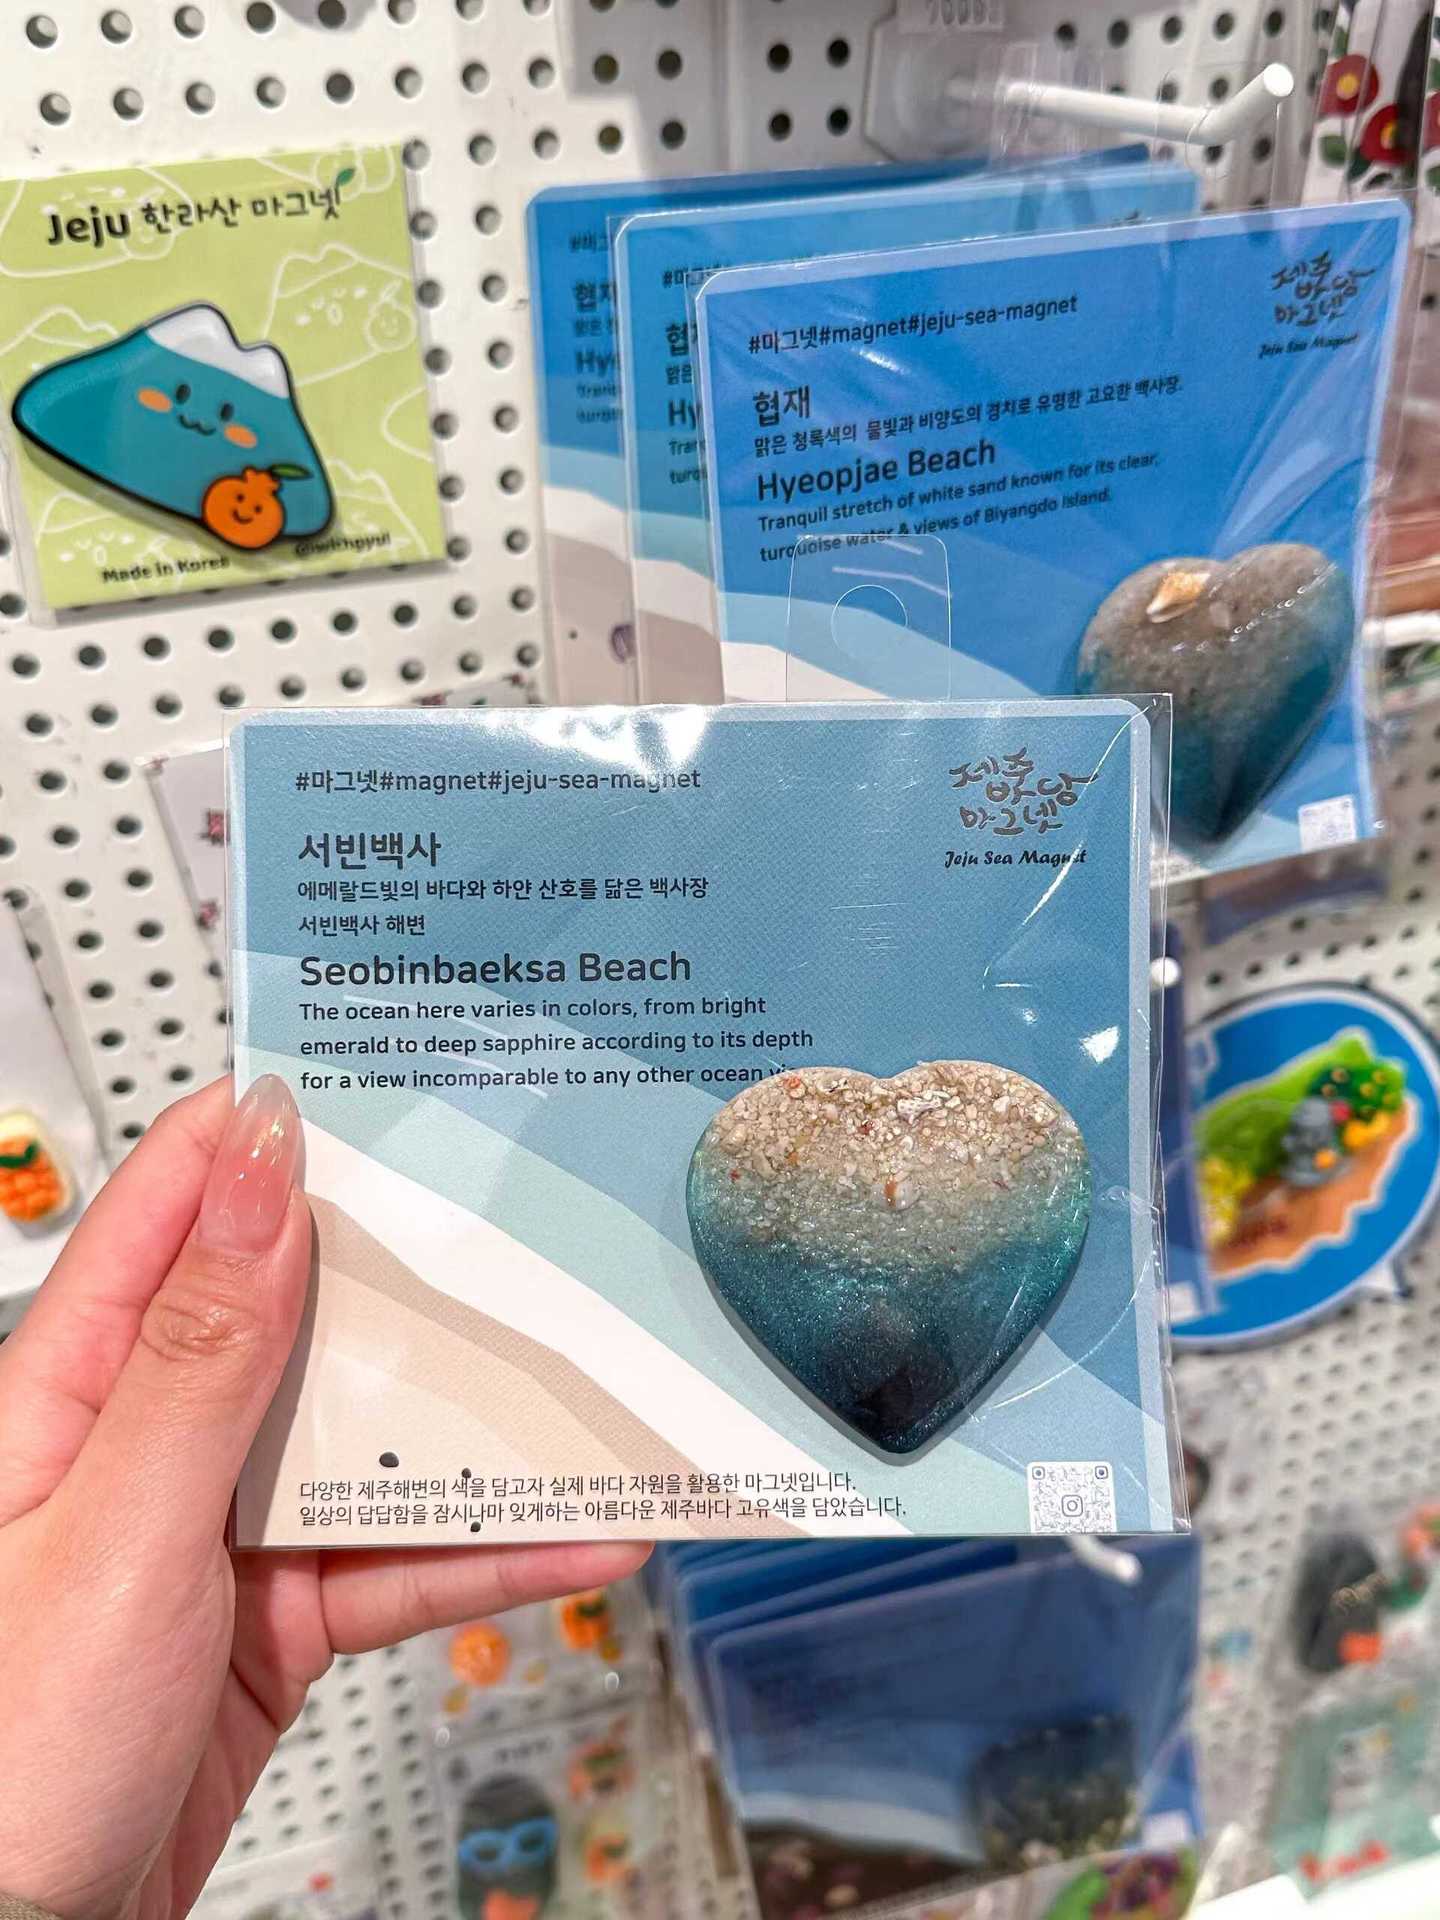 7000
Jeju 한라산 마그넷
Made in Korea
#마그넷#magnet#jeju-sea-magnet
제주
바당
마그넷
Jeju Sea Magnet
협재
맑은 청록색의 물빛과 비양도의 경치로 유명한 고요한 백사장.
Hyeopjae Beach
Tranquil stretch of white sand known for its clear,
turquoise water & views of Biyangdo Island.
#마그넷#magnet#jeju-sea-magnet
제주
바당
마그넷
Jeju Sea Magnet
서빈백사
에메랄드빛의 바다와 하얀 산호를 닮은 백사장
서빈백사 해변
Seobinbaeksa Beach
The ocean here varies in colors, from bright
emerald to deep sapphire according to its depth
for a view incomparable to any other ocean
다양한 제주해변의 색을 담고자 실제 바다 자원을 활용한 마그넷입니다.
일상의 답답함을 잠시나마 잊게하는 아름다운 제주바다 고유색을 담았습니다.